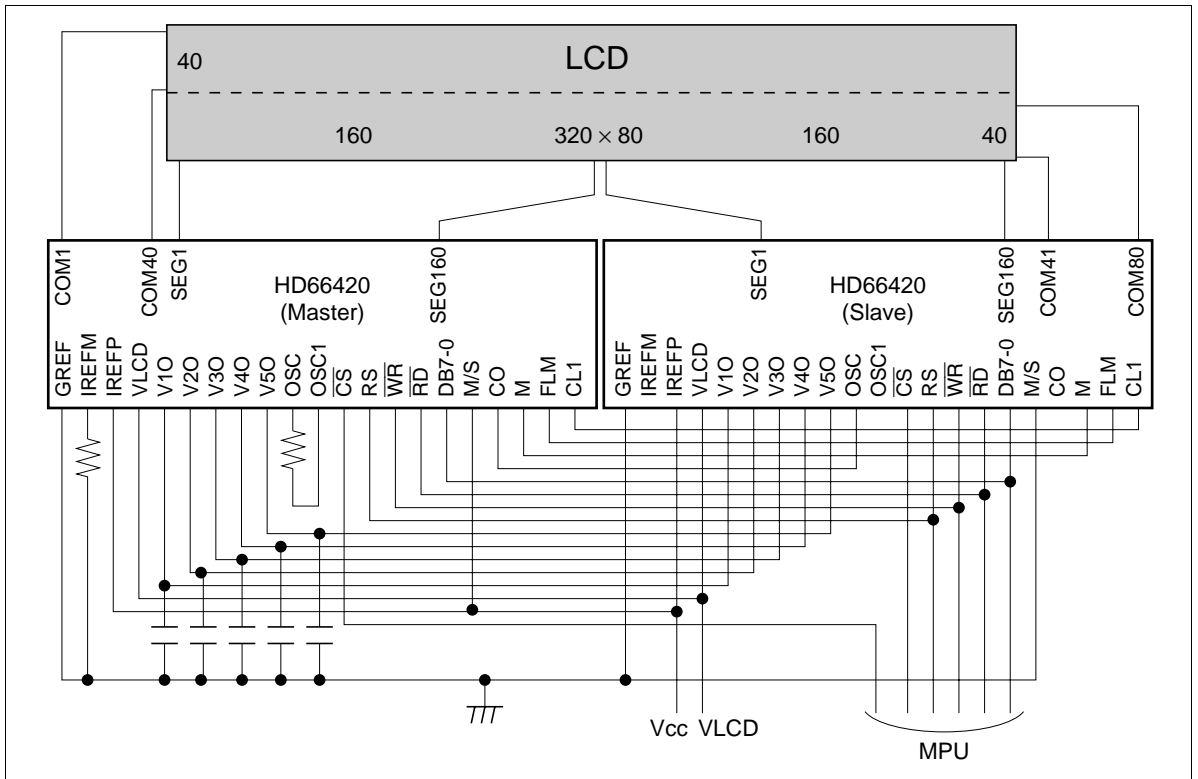 LCD
40
160 320 × 80 160 40
COM1
COM40
SEG1
SEG160
HD66420
(Master)
GREF
IREFM
IREFP
VLCD
V1O
V2O
V3O
V4O
V5O
OSC
OSC1
CS
RS
WR
RD
DB7-0
M/S
CO
M
FLM
CL1
SEG1
SEG160
COM41
COM80
HD66420
(Slave)
GREF
IREFM
IREFP
VLCD
V1O
V2O
V3O
V4O
V5O
OSC
OSC1
CS
RS
WR
RD
DB7-0
M/S
CO
M
FLM
CL1
Vcc VLCD
MPU